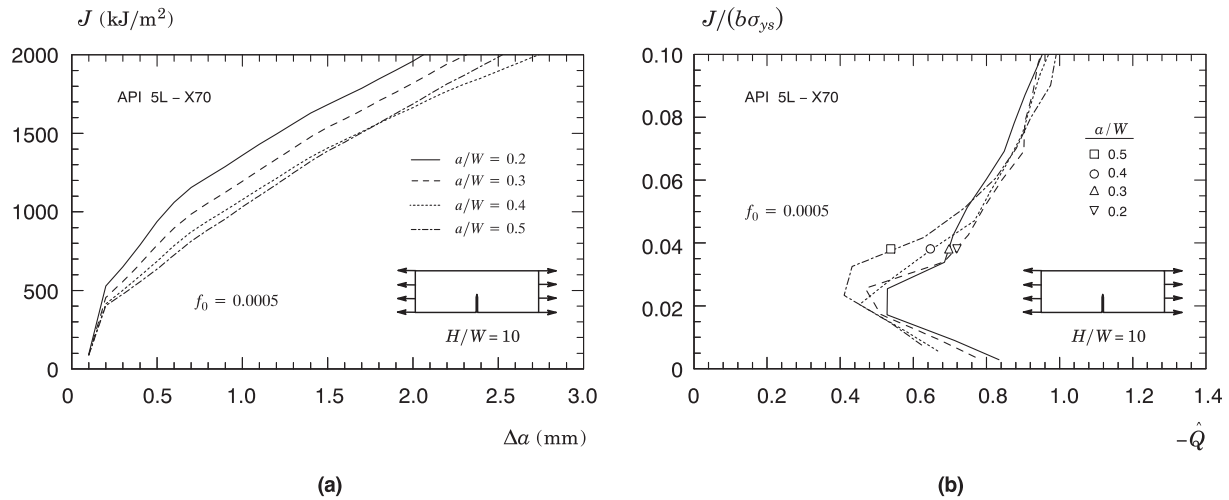 J (kJ/m²)
2000
1500
1000
500
0
API 5L – X70
a/W = 0.2
a/W = 0.3
a/W = 0.4
a/W = 0.5
f₀ = 0.0005
H/W = 10
0 0.5 1.0 1.5 2.0 2.5 3.0
Δa (mm)
(a)
J/(bσys)
0.10
0.08
0.06
0.04
0.02
0
API 5L – X70
a/W
0.5
0.4
0.3
0.2
f₀ = 0.0005
H/W = 10
0 0.2 0.4 0.6 0.8 1.0 1.2 1.4
–Q̂
(b)